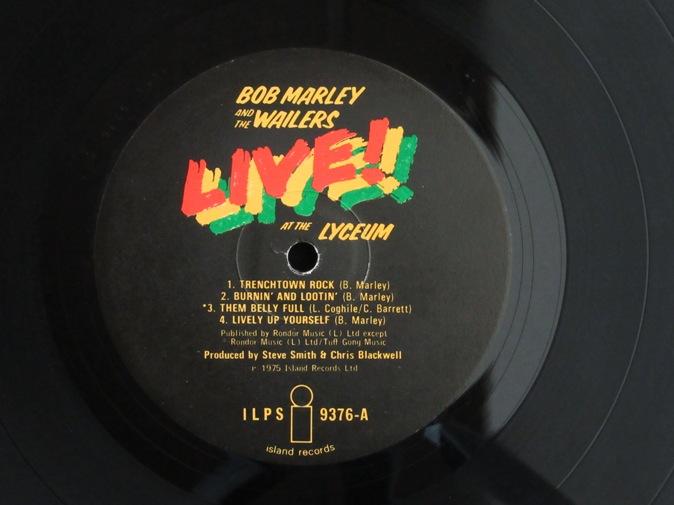 BOB MARLEY
AND THE WAILERS
LIVE!
AT THE LYCEUM
1. TRENCHTOWN ROCK (B. Marley)
2. BURNIN' AND LOOTIN' (B. Marley)
*3. THEM BELLY FULL (L. Coghile/C. Barrett)
4. LIVELY UP YOURSELF (B. Marley)
Published by Rondor Music (L) Ltd except
Rondor Music (L) Ltd/Tuff Gong Music
Produced by Steve Smith & Chris Blackwell
℗ 1975 Island Records Ltd
ILPS 9376-A
island records